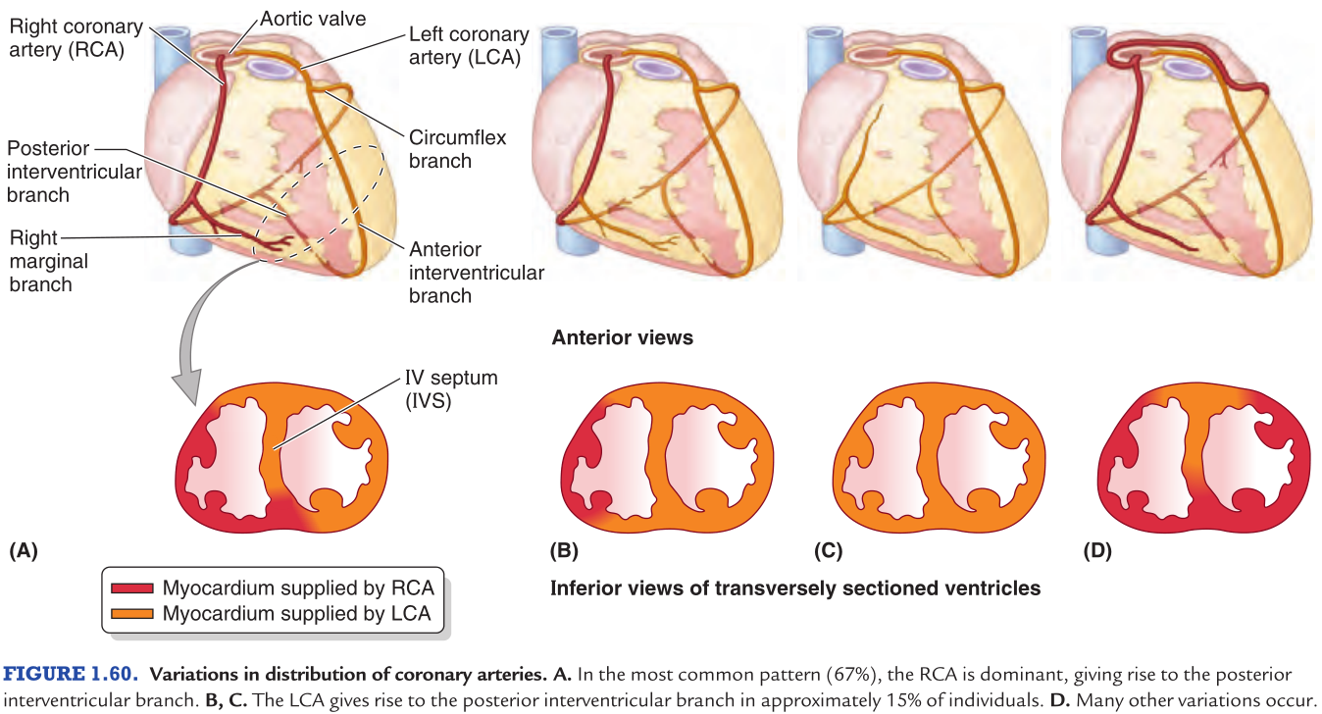 Right coronary
artery (RCA)
Aortic valve
Left coronary
artery (LCA)
Circumflex
branch
Posterior
interventricular
branch
Right
marginal
branch
Anterior
interventricular
branch
Anterior views
IV septum
(IVS)
(A)
(B)
(C)
(D)
Myocardium supplied by RCA
Myocardium supplied by LCA
Inferior views of transversely sectioned ventricles
FIGURE 1.60. Variations in distribution of coronary arteries. A. In the most common pattern (67%), the RCA is dominant, giving rise to the posterior
interventricular branch. B, C. The LCA gives rise to the posterior interventricular branch in approximately 15% of individuals. D. Many other variations occur.